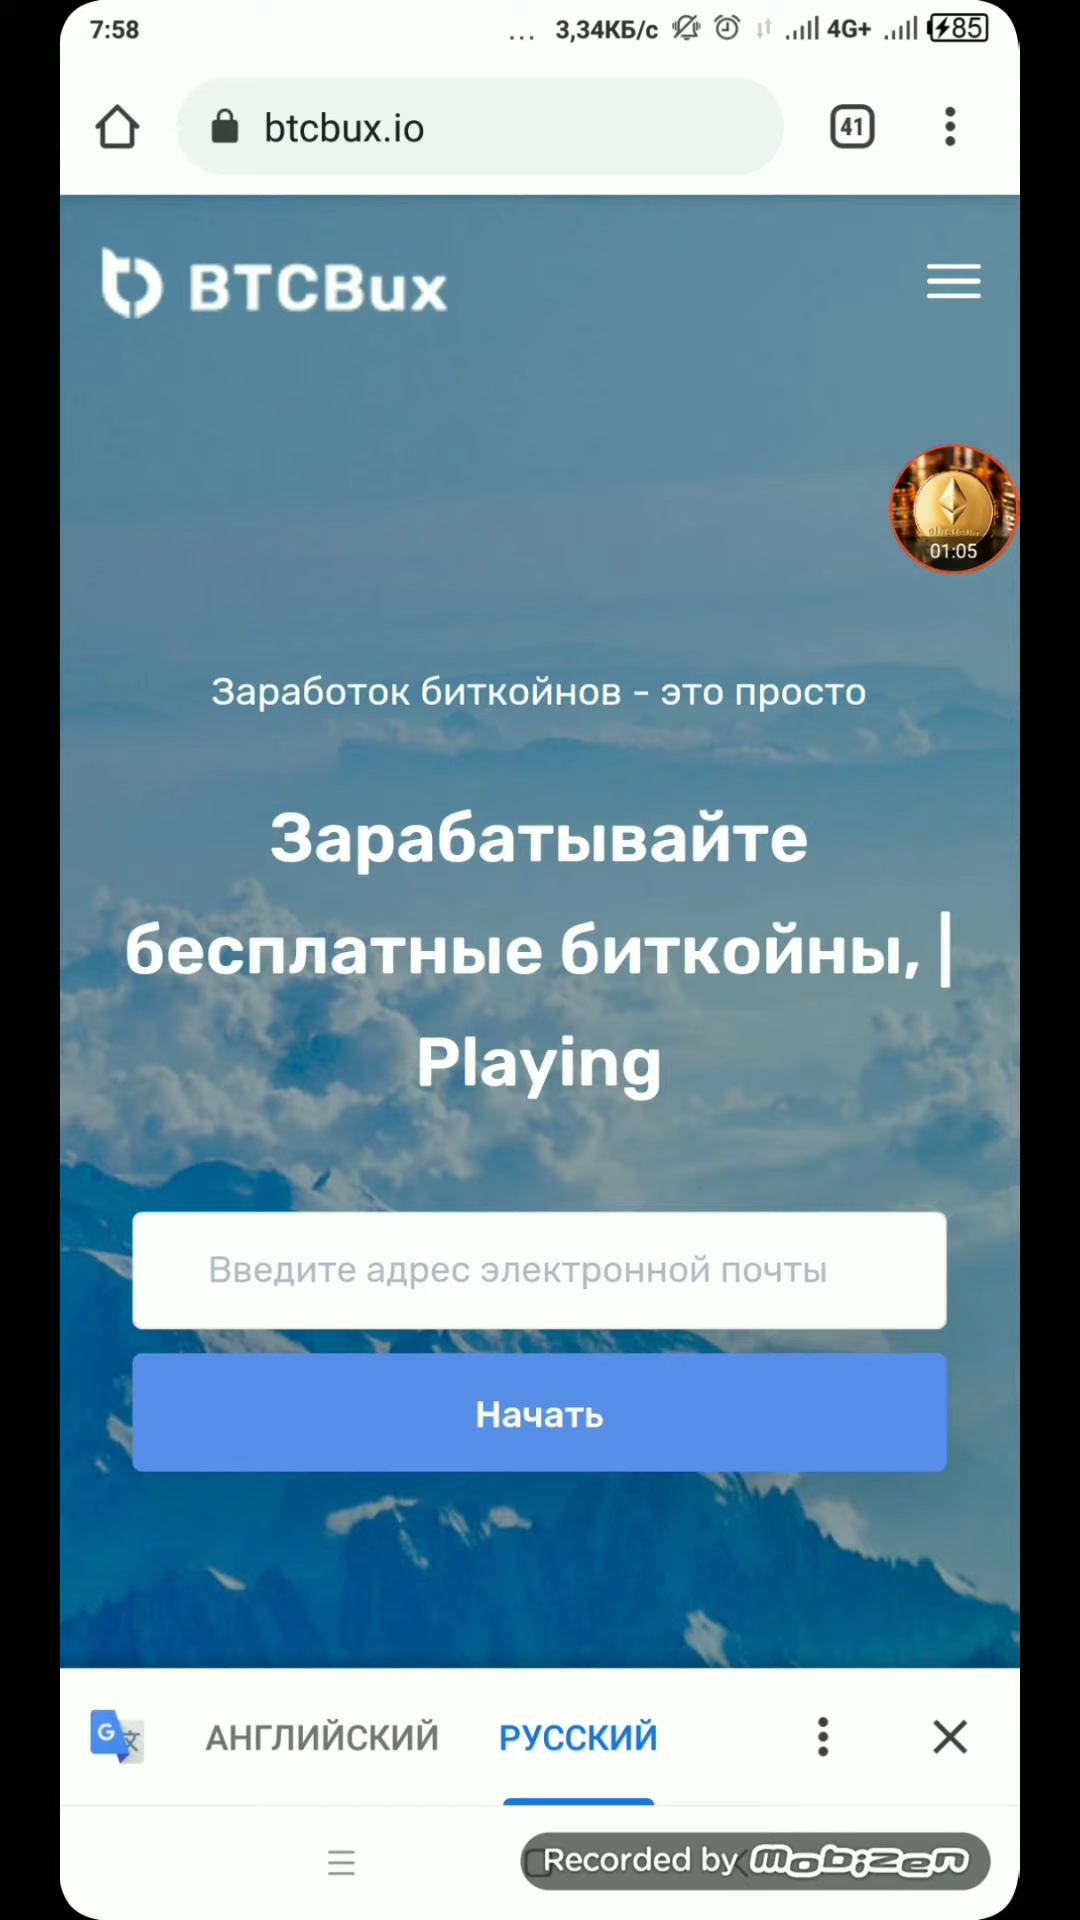 7:58
... 3,34КБ/с 4G+ 85
btcbux.io
41
BTCBux
01:05
Заработок биткойнов - это просто
Зарабатывайте
бесплатные биткойны, |
Playing
Введите адрес электронной почты
Начать
АНГЛИЙСКИЙ РУССКИЙ
Recorded by mobizen